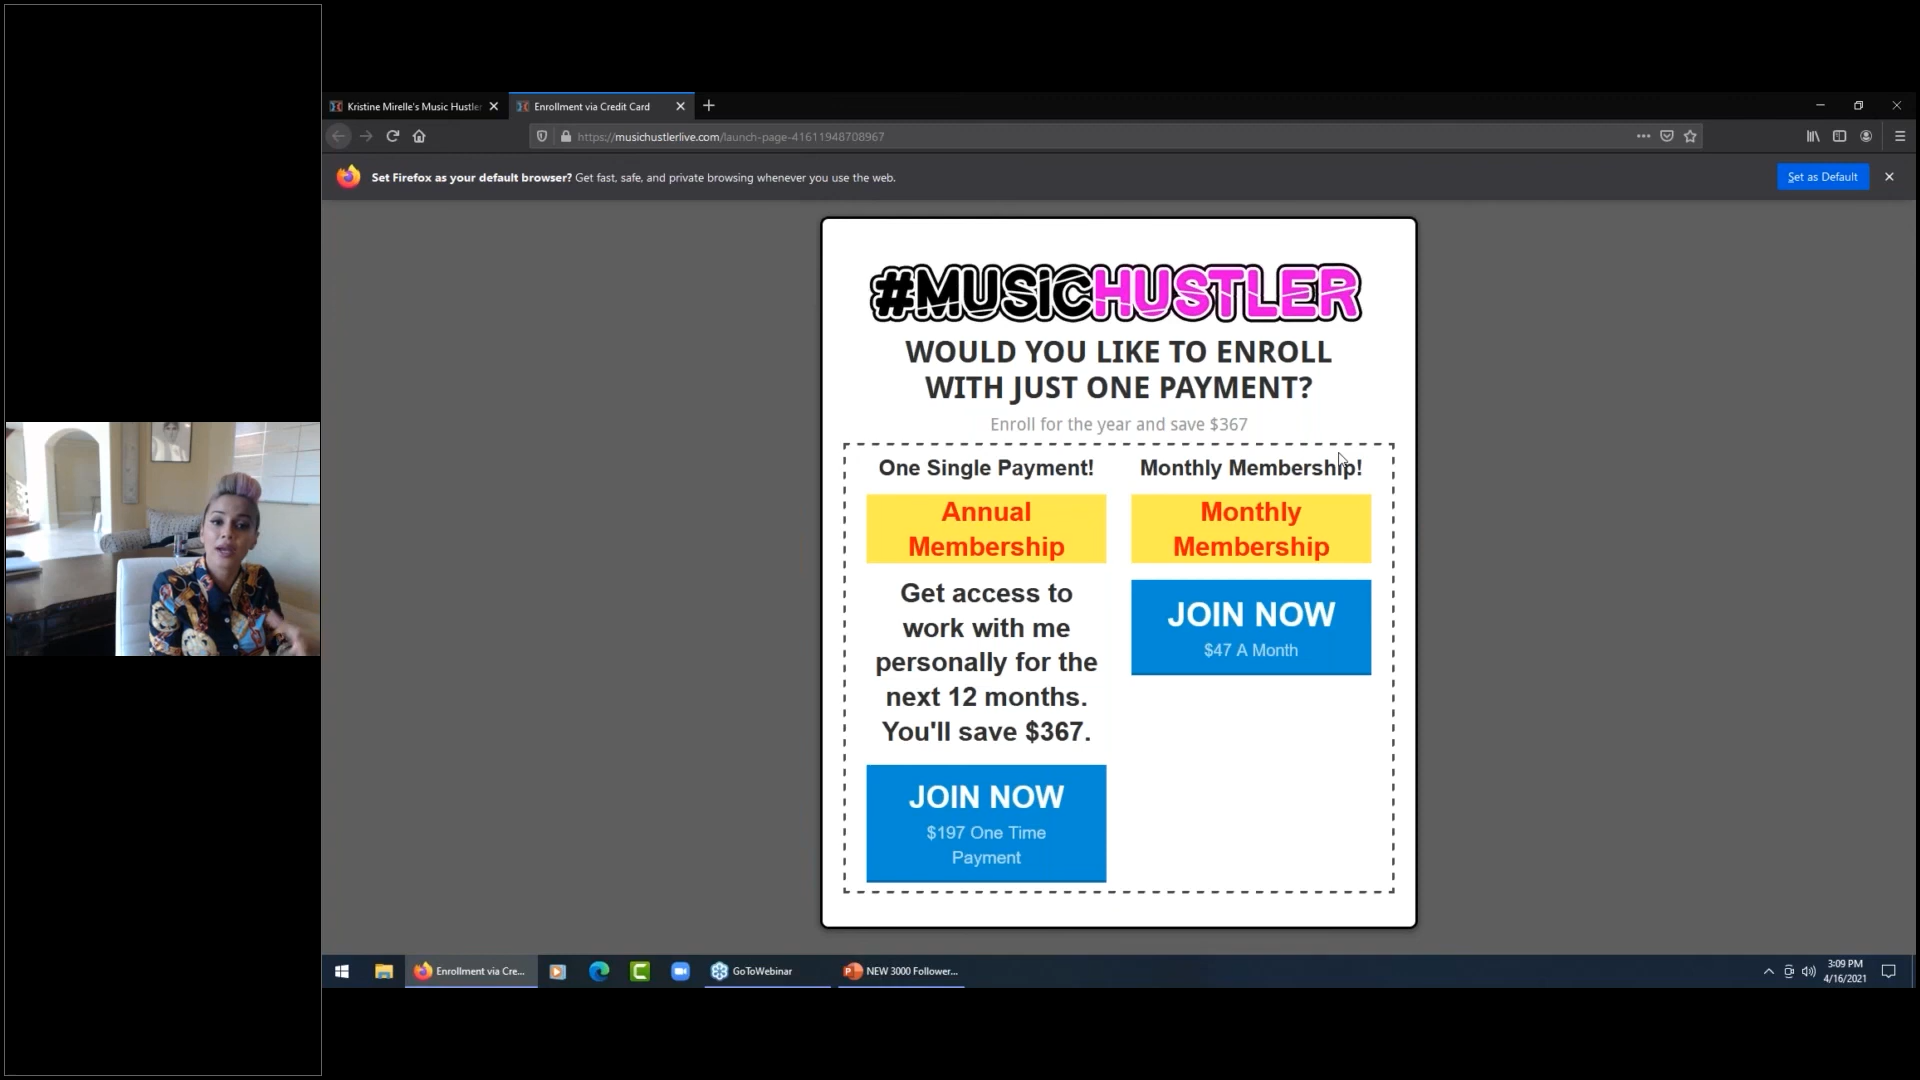 Kristine Mirelle's Music Hustler
Enrollment via Credit Card
https://musichustlerlive.com/launch-page-41611948708967
Set Firefox as your default browser? Get fast, safe, and private browsing whenever you use the web.
Set as Default
#MUSICHUSTLER
WOULD YOU LIKE TO ENROLL
WITH JUST ONE PAYMENT?
Enroll for the year and save $367
One Single Payment!
Annual
Membership
Get access to
work with me
personally for the
next 12 months.
You'll save $367.
JOIN NOW
$197 One Time
Payment
Monthly Membership!
Monthly
Membership
JOIN NOW
$47 A Month
Enrollment via Cre...
GoToWebinar
NEW 3000 Follower...
3:09 PM
4/16/2021